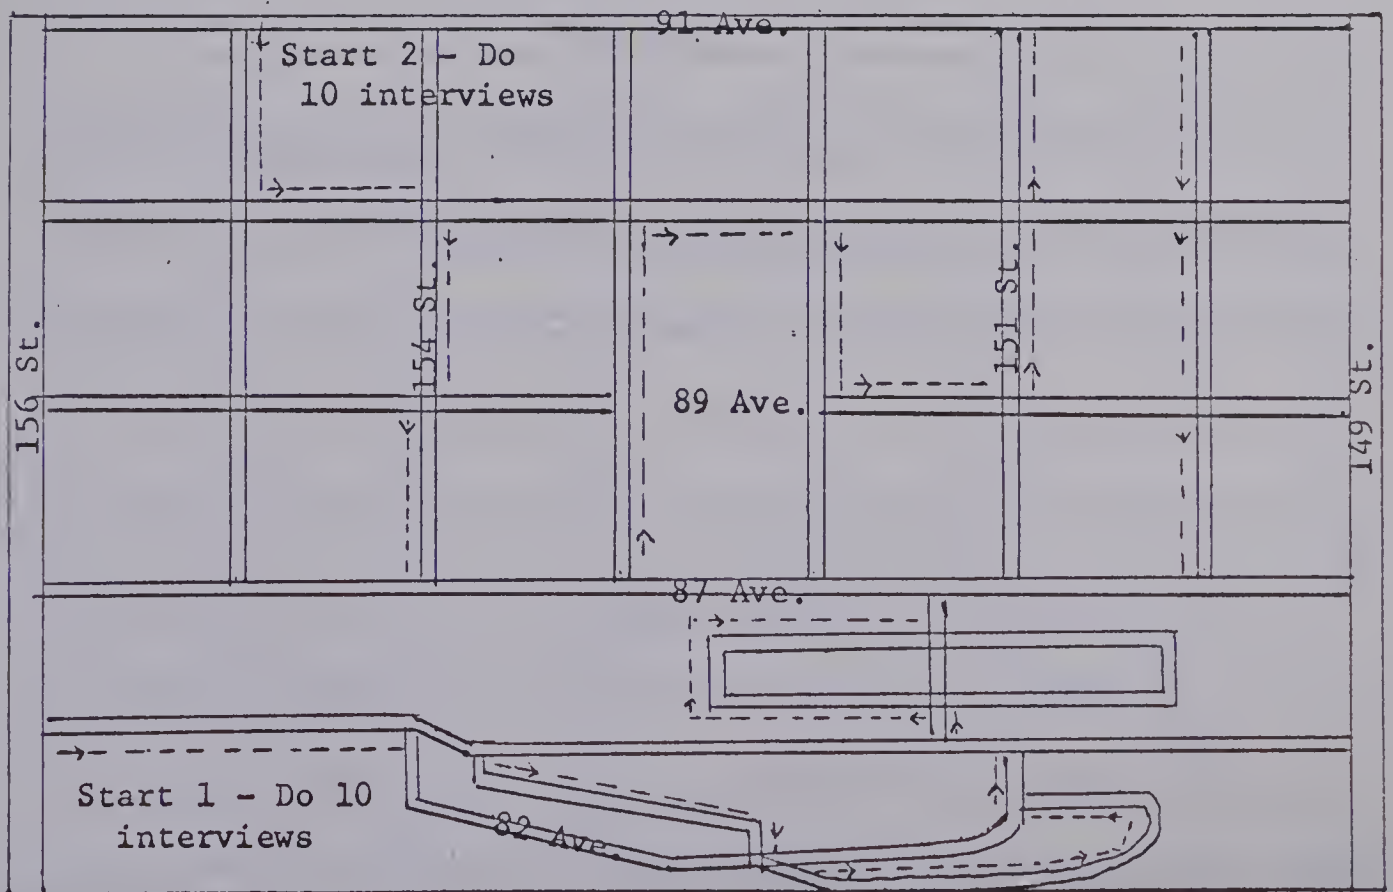 91 Ave.
Start 2 - Do
10 interviews
156 St.
154 St.
151 St.
149 St.
89 Ave.
87 Ave.
Start 1 - Do 10
interviews
82 Ave.